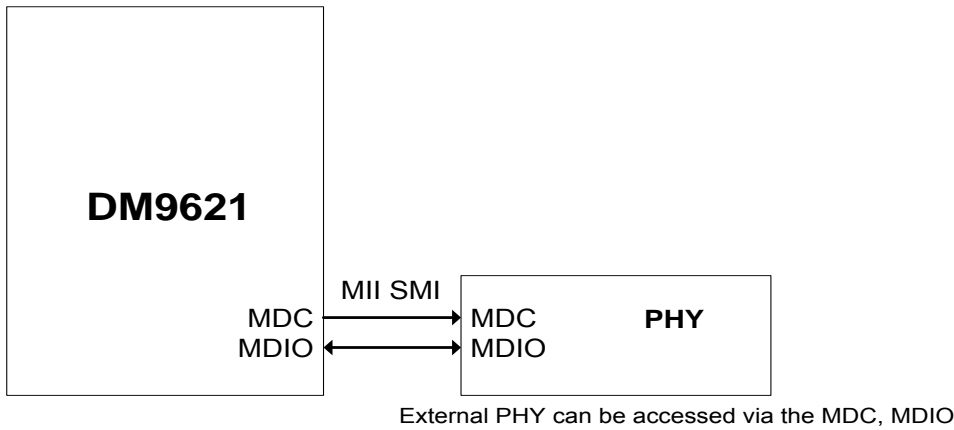 DM9621
MII SMI
MDC MDC PHY
MDIO MDIO
External PHY can be accessed via the MDC, MDIO